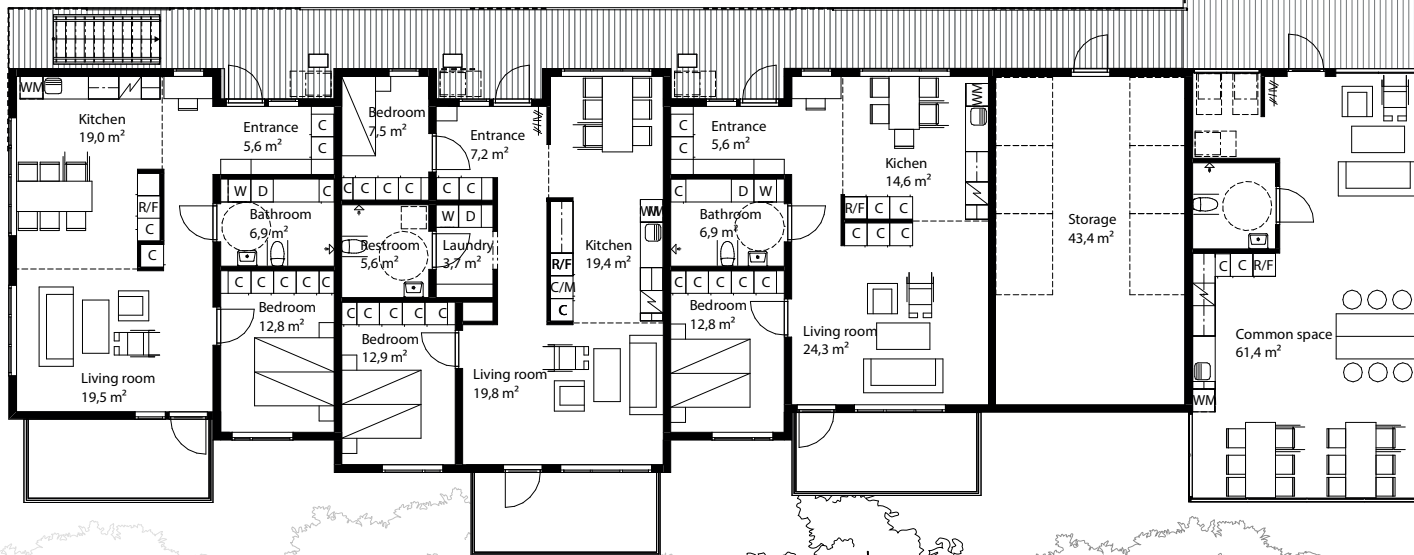 WM
Kitchen
19,0 m²
R/F
C
C
Living room
19,5 m²
Entrance
5,6 m²
C
C
W D C
Bathroom
6,9 m²
C C C C C
Bedroom
12,8 m²
Bedroom
7,5 m²
C C C C
Restroom
5,6 m²
C C C C C
Bedroom
12,9 m²
Entrance
7,2 m²
C C
W D
Laundry
3,7 m²
R/F
C/M
C
WM
Kitchen
19,4 m²
Living room
19,8 m²
C
C
Entrance
5,6 m²
C D W
Bathroom
6,9 m²
C C C C C
Bedroom
12,8 m²
WM
Kichen
14,6 m²
R/F C C
C C C
Living room
24,3 m²
Storage
43,4 m²
C C R/F
Common space
61,4 m²
WM